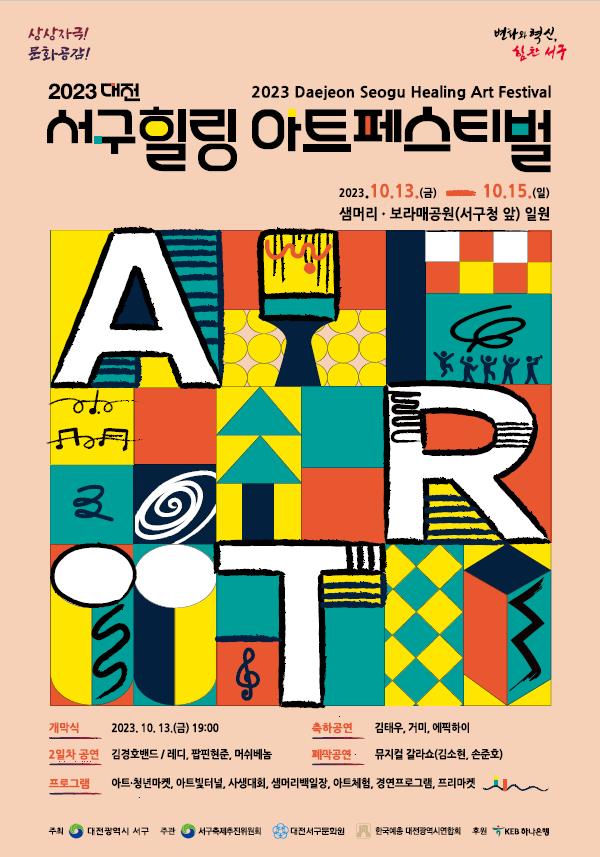 상상자극!
문화공감!
변화와 혁신,
힘찬 서구
2023 대전
2023 Daejeon Seogu Healing Art Festival
서구힐링 아트페스티벌
2023.10.13.(금) 10.15.(일)
샘머리·보라매공원(서구청 앞) 일원
A
R
T
개막식 2023. 10. 13.(금) 19:00
축하공연 김태우, 거미, 에픽하이
2일차 공연 김경호밴드 / 레디, 팝핀현준, 머쉬베놈
폐막공연 뮤지컬 갈라쇼(김소현, 손준호)
프로그램 아트·청년마켓, 아트빛터널, 사생대회, 샘머리백일장, 아트체험, 경연프로그램, 프리마켓
주최 대전광역시 서구 주관 서구축제추진위원회 대전서구문화원 한국예총 대전광역시연합회 후원 KEB 하나은행